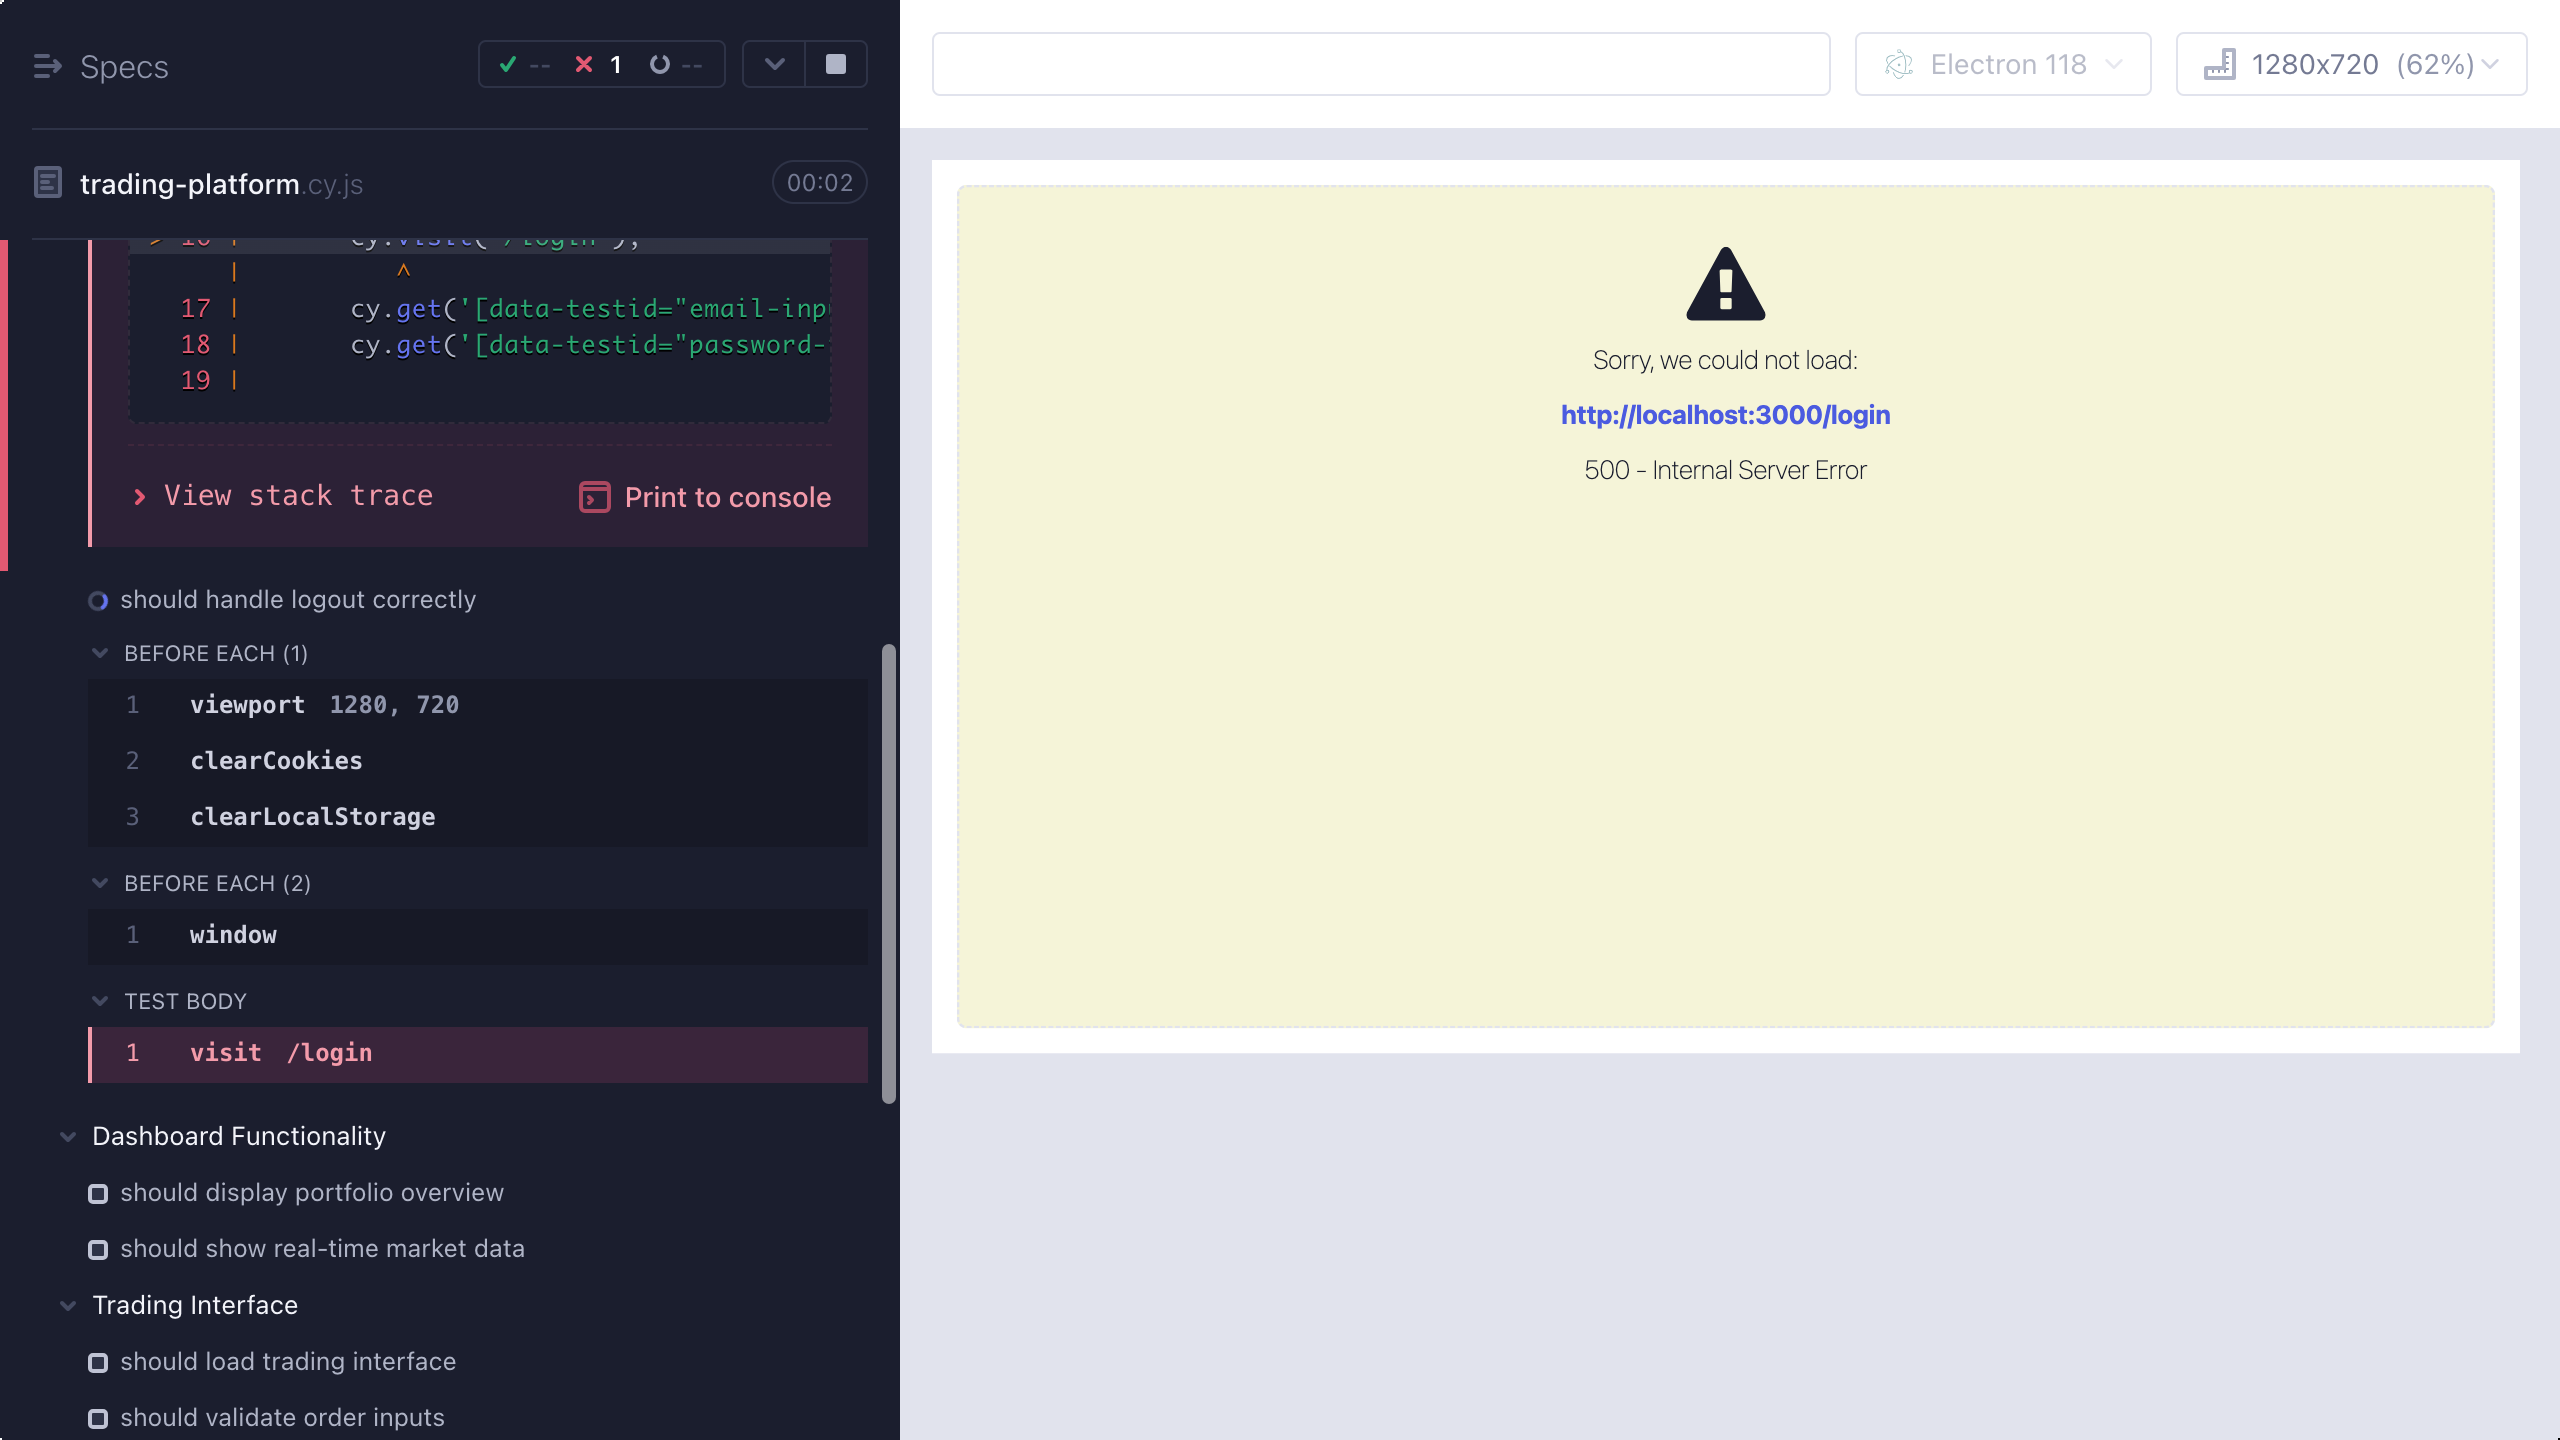 Specs
-- 1 --
trading-platform.cy.js
00:02
> 16 | cy.visit('/login');
| ^
17 | cy.get('[data-testid="email-inp
18 | cy.get('[data-testid="password-
19 |
View stack trace
Print to console
should handle logout correctly
BEFORE EACH (1)
1 viewport 1280, 720
2 clearCookies
3 clearLocalStorage
BEFORE EACH (2)
1 window
TEST BODY
1 visit /login
Dashboard Functionality
should display portfolio overview
should show real-time market data
Trading Interface
should load trading interface
should validate order inputs
Electron 118
1280x720 (62%)
Sorry, we could not load:
http://localhost:3000/login
500 - Internal Server Error